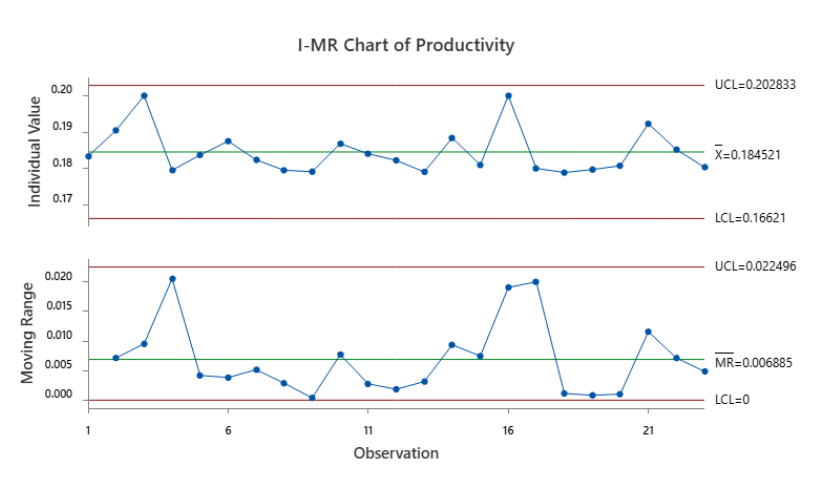 I-MR Chart of Productivity
Individual Value
0.20
0.19
0.18
0.17
UCL=0.202833
X̅=0.184521
LCL=0.16621
Moving Range
0.020
0.015
0.010
0.005
0.000
UCL=0.022496
M̅R̅=0.006885
LCL=0
1 6 11 16 21
Observation